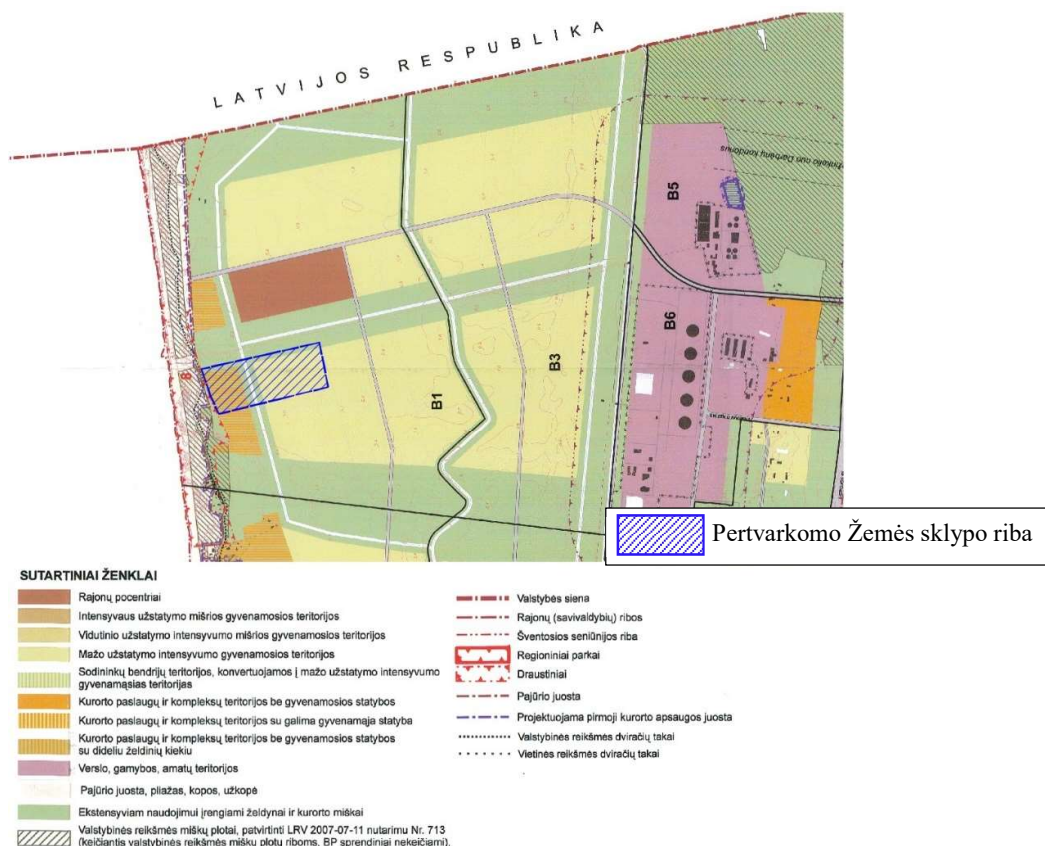 LATVIJOS RESPUBLIKA
B5
B6
B3
B1
8
Pertvarkomo Žemės sklypo riba
SUTARTINIAI ŽENKLAI
Rajonų pocentriai
Intensyvaus užstatymo mišrios gyvenamosios teritorijos
Vidutinio užstatymo intensyvumo mišrios gyvenamosios teritorijos
Mažo užstatymo intensyvumo gyvenamosios teritorijos
Sodininkų bendrijų teritorijos, konvertuojamos į mažo užstatymo intensyvumo
gyvenamąsias teritorijas
Kurorto paslaugų ir kompleksų teritorijos be gyvenamosios statybos
Kurorto paslaugų ir kompleksų teritorijos su galima gyvenamąja statyba
Kurorto paslaugų ir kompleksų teritorijos be gyvenamosios statybos
su dideliu želdinių kiekiu
Verslo, gamybos, amatų teritorijos
Pajūrio juosta, pliažas, kopos, užkopė
Ekstensyviam naudojimui įrengiami želdynai ir kurorto miškai
Valstybinės reikšmės miškų plotai, patvirtinti LRV 2007-07-11 nutarimu Nr. 713
(keičiantis valstybinės reikšmės miškų plotų riboms, BP sprendiniai nekeičiami).
Valstybės siena
Rajonų (savivaldybių) ribos
Šventosios seniūnijos riba
Regioniniai parkai
Draustiniai
Pajūrio juosta
Projektuojama pirmoji kurorto apsaugos juosta
Valstybinės reikšmės dviračių takai
Vietinės reikšmės dviračių takai